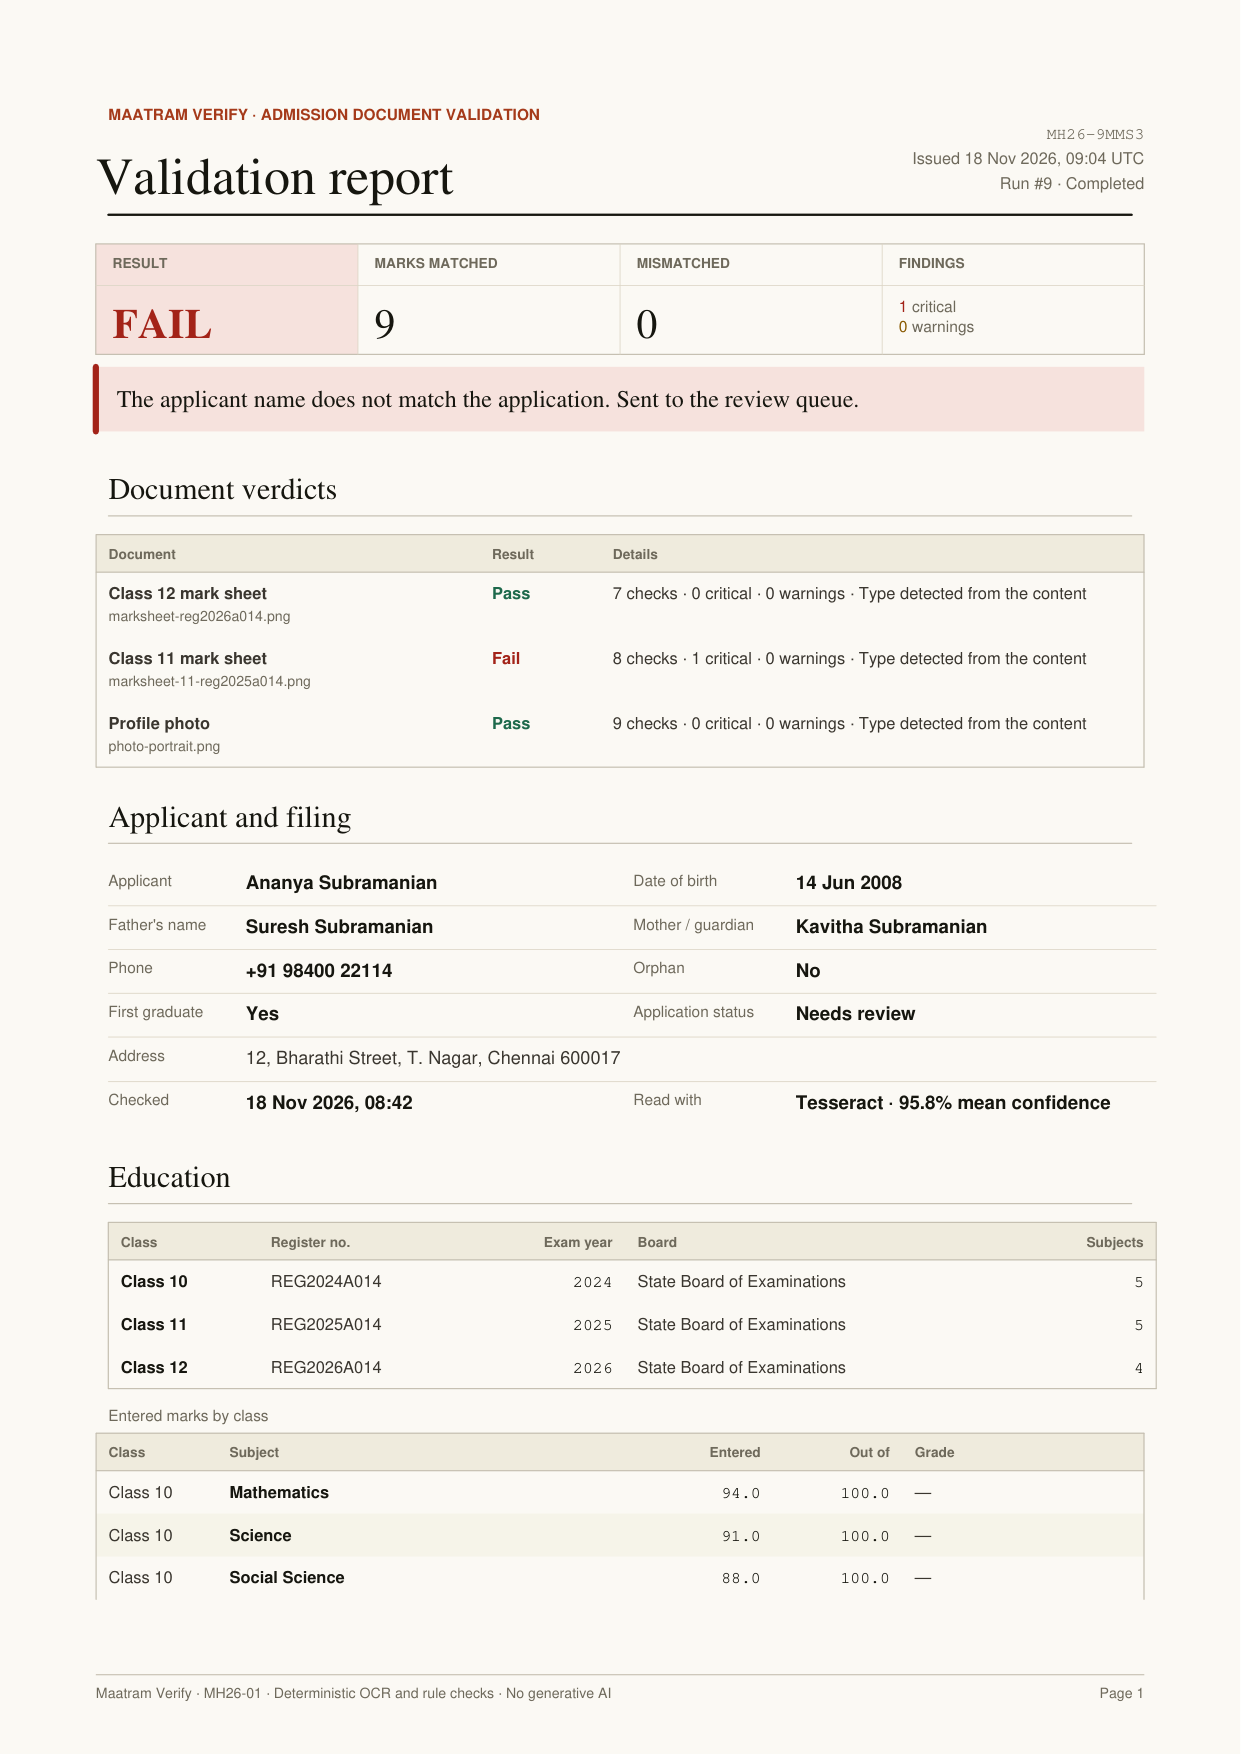 MAATRAM VERIFY · ADMISSION DOCUMENT VALIDATION
Validation report
MH26-9MMS3
Issued 18 Nov 2026, 09:04 UTC
Run #9 · Completed
RESULT MARKS MATCHED MISMATCHED FINDINGS
FAIL 9 0 1 critical
0 warnings
The applicant name does not match the application. Sent to the review queue.
Document verdicts
Document Result Details
Class 12 mark sheet Pass 7 checks · 0 critical · 0 warnings · Type detected from the content
marksheet-reg2026a014.png
Class 11 mark sheet Fail 8 checks · 1 critical · 0 warnings · Type detected from the content
marksheet-11-reg2025a014.png
Profile photo Pass 9 checks · 0 critical · 0 warnings · Type detected from the content
photo-portrait.png
Applicant and filing
Applicant Ananya Subramanian Date of birth 14 Jun 2008
Father's name Suresh Subramanian Mother / guardian Kavitha Subramanian
Phone +91 98400 22114 Orphan No
First graduate Yes Application status Needs review
Address 12, Bharathi Street, T. Nagar, Chennai 600017
Checked 18 Nov 2026, 08:42 Read with Tesseract · 95.8% mean confidence
Education
Class Register no. Exam year Board Subjects
Class 10 REG2024A014 2024 State Board of Examinations 5
Class 11 REG2025A014 2025 State Board of Examinations 5
Class 12 REG2026A014 2026 State Board of Examinations 4
Entered marks by class
Class Subject Entered Out of Grade
Class 10 Mathematics 94.0 100.0 —
Class 10 Science 91.0 100.0 —
Class 10 Social Science 88.0 100.0 —
Maatram Verify · MH26-01 · Deterministic OCR and rule checks · No generative AI Page 1